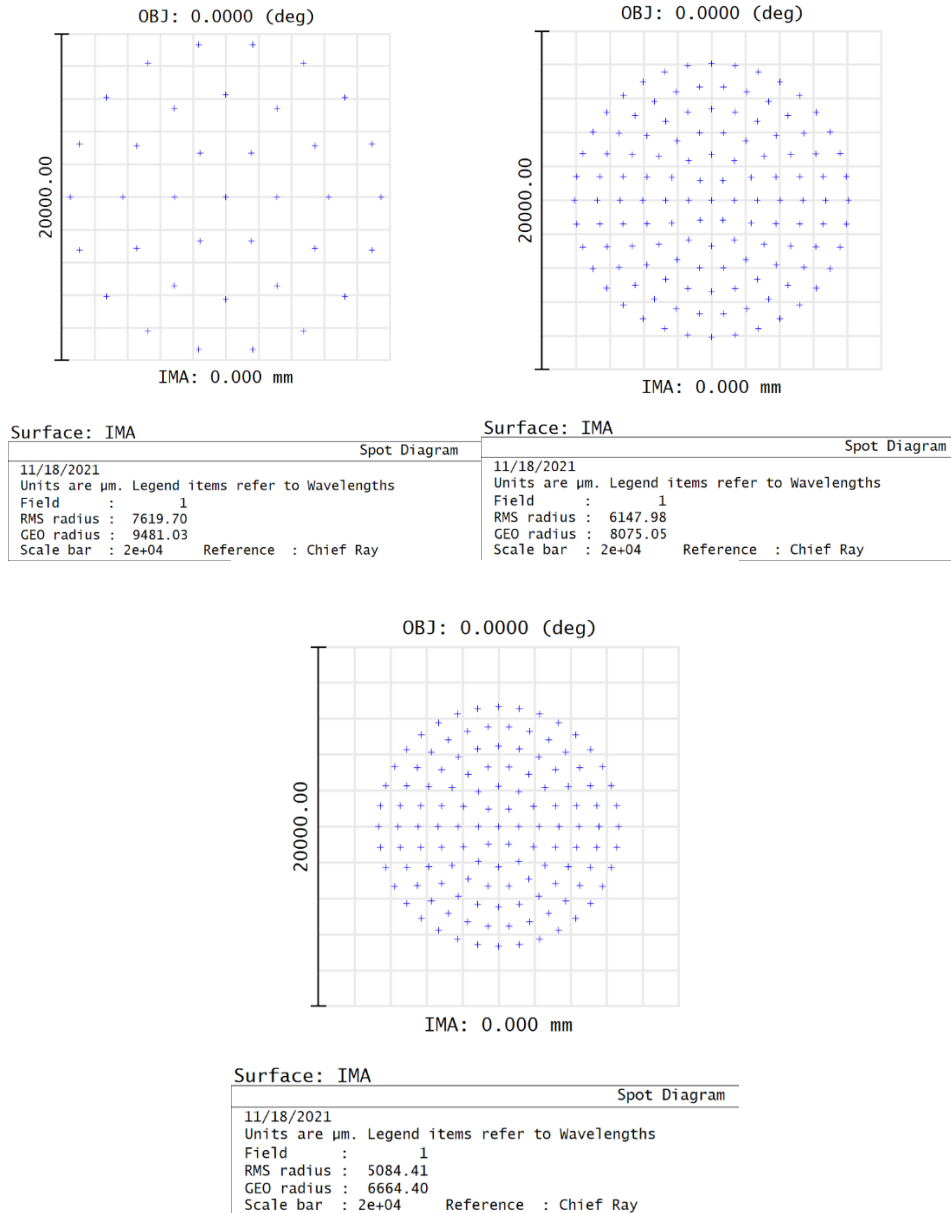 OBJ: 0.0000 (deg)
20000.00
IMA: 0.000 mm
Surface: IMA
Spot Diagram
11/18/2021
Units are µm. Legend items refer to Wavelengths
Field : 1
RMS radius : 7619.70
GEO radius : 9481.03
Scale bar : 2e+04 Reference : Chief Ray
OBJ: 0.0000 (deg)
20000.00
IMA: 0.000 mm
Surface: IMA
Spot Diagram
11/18/2021
Units are µm. Legend items refer to Wavelengths
Field : 1
RMS radius : 6147.98
GEO radius : 8075.05
Scale bar : 2e+04 Reference : Chief Ray
OBJ: 0.0000 (deg)
20000.00
IMA: 0.000 mm
Surface: IMA
Spot Diagram
11/18/2021
Units are µm. Legend items refer to Wavelengths
Field : 1
RMS radius : 5084.41
GEO radius : 6664.40
Scale bar : 2e+04 Reference : Chief Ray